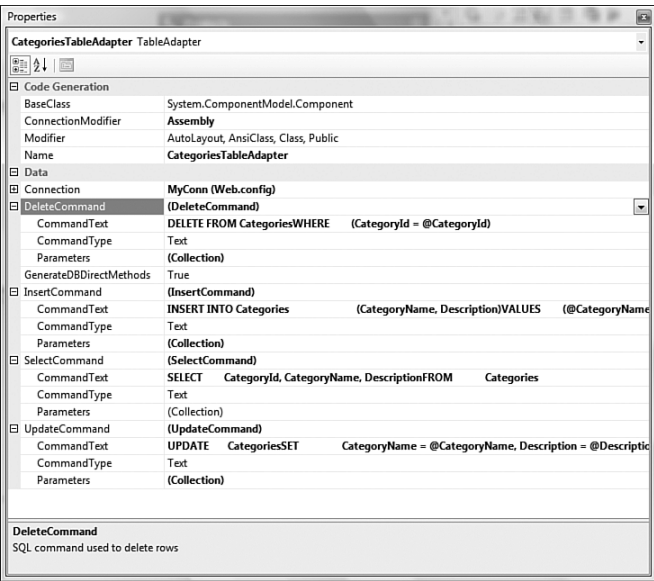 Properties
CategoriesTableAdapter TableAdapter
Code Generation
BaseClass System.ComponentModel.Component
ConnectionModifier Assembly
Modifier AutoLayout, AnsiClass, Class, Public
Name CategoriesTableAdapter
Data
Connection MyConn (Web.config)
DeleteCommand (DeleteCommand)
CommandText DELETE FROM CategoriesWHERE (CategoryId = @CategoryId)
CommandType Text
Parameters (Collection)
GenerateDBDirectMethods True
InsertCommand (InsertCommand)
CommandText INSERT INTO Categories (CategoryName, Description)VALUES (@CategoryName
CommandType Text
Parameters (Collection)
SelectCommand (SelectCommand)
CommandText SELECT CategoryId, CategoryName, DescriptionFROM Categories
CommandType Text
Parameters (Collection)
UpdateCommand (UpdateCommand)
CommandText UPDATE CategoriesSET CategoryName = @CategoryName, Description = @Descriptio
CommandType Text
Parameters (Collection)
DeleteCommand
SQL command used to delete rows